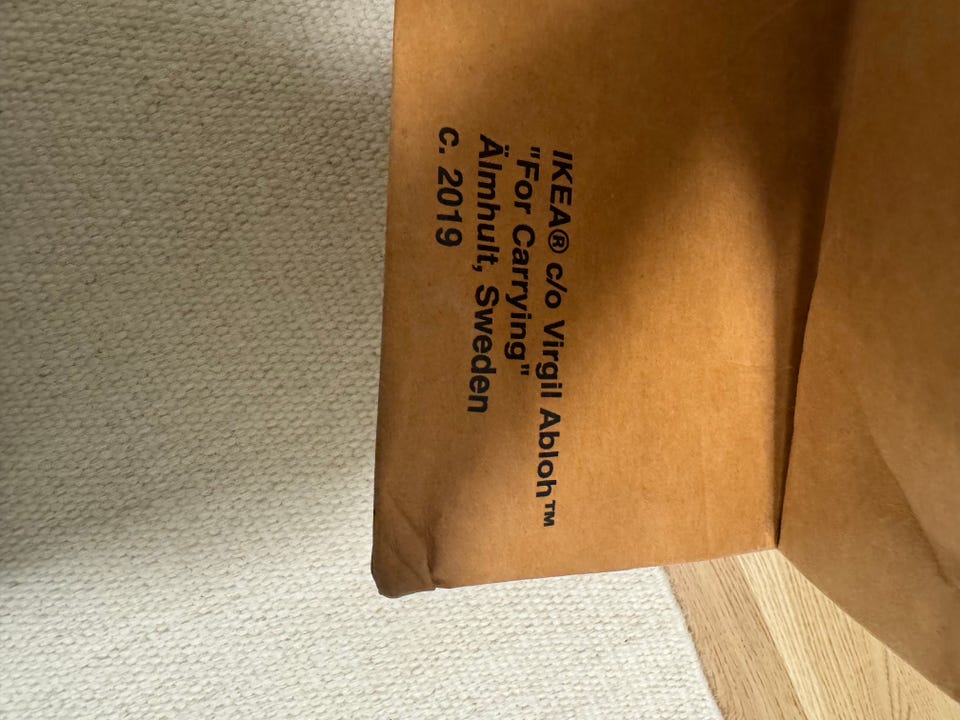 IKEA® c/o Virgil Abloh™
"For Carrying"
Älmhult, Sweden
c. 2019